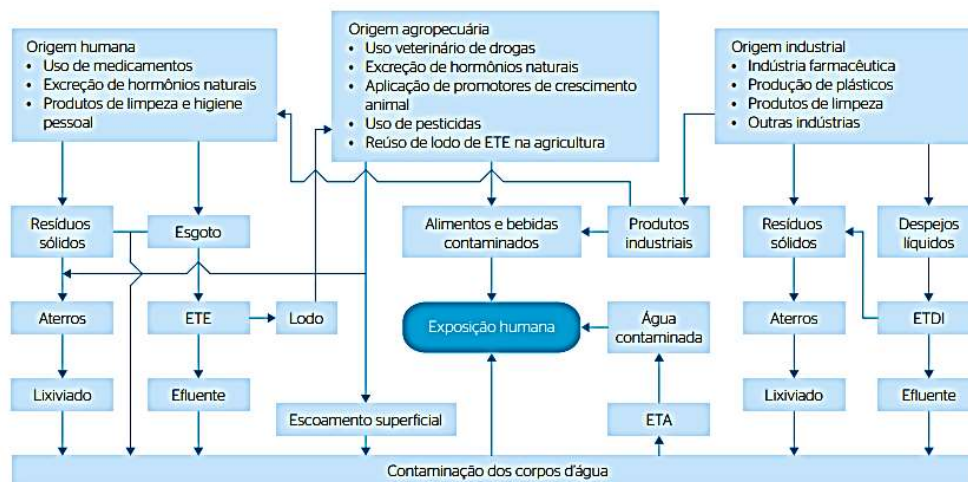 Origem humana
• Uso de medicamentos
• Excreção de hormônios naturais
• Produtos de limpeza e higiene
pessoal
Origem agropecuária
• Uso veterinário de drogas
• Excreção de hormônios naturais
• Aplicação de promotores de crescimento
animal
• Uso de pesticidas
• Reúso de lodo de ETE na agricultura
Origem industrial
• Indústria farmacêutica
• Produção de plásticos
• Produtos de limpeza
• Outras indústrias
Resíduos
sólidos
Esgoto
Alimentos e bebidas
contaminados
Produtos
industriais
Resíduos
sólidos
Despejos
líquidos
Aterros
ETE
Lodo
Exposição humana
Água
contaminada
Aterros
ETDI
Lixiviado
Efluente
Escoamento superficial
ETA
Lixiviado
Efluente
Contaminação dos corpos d'água